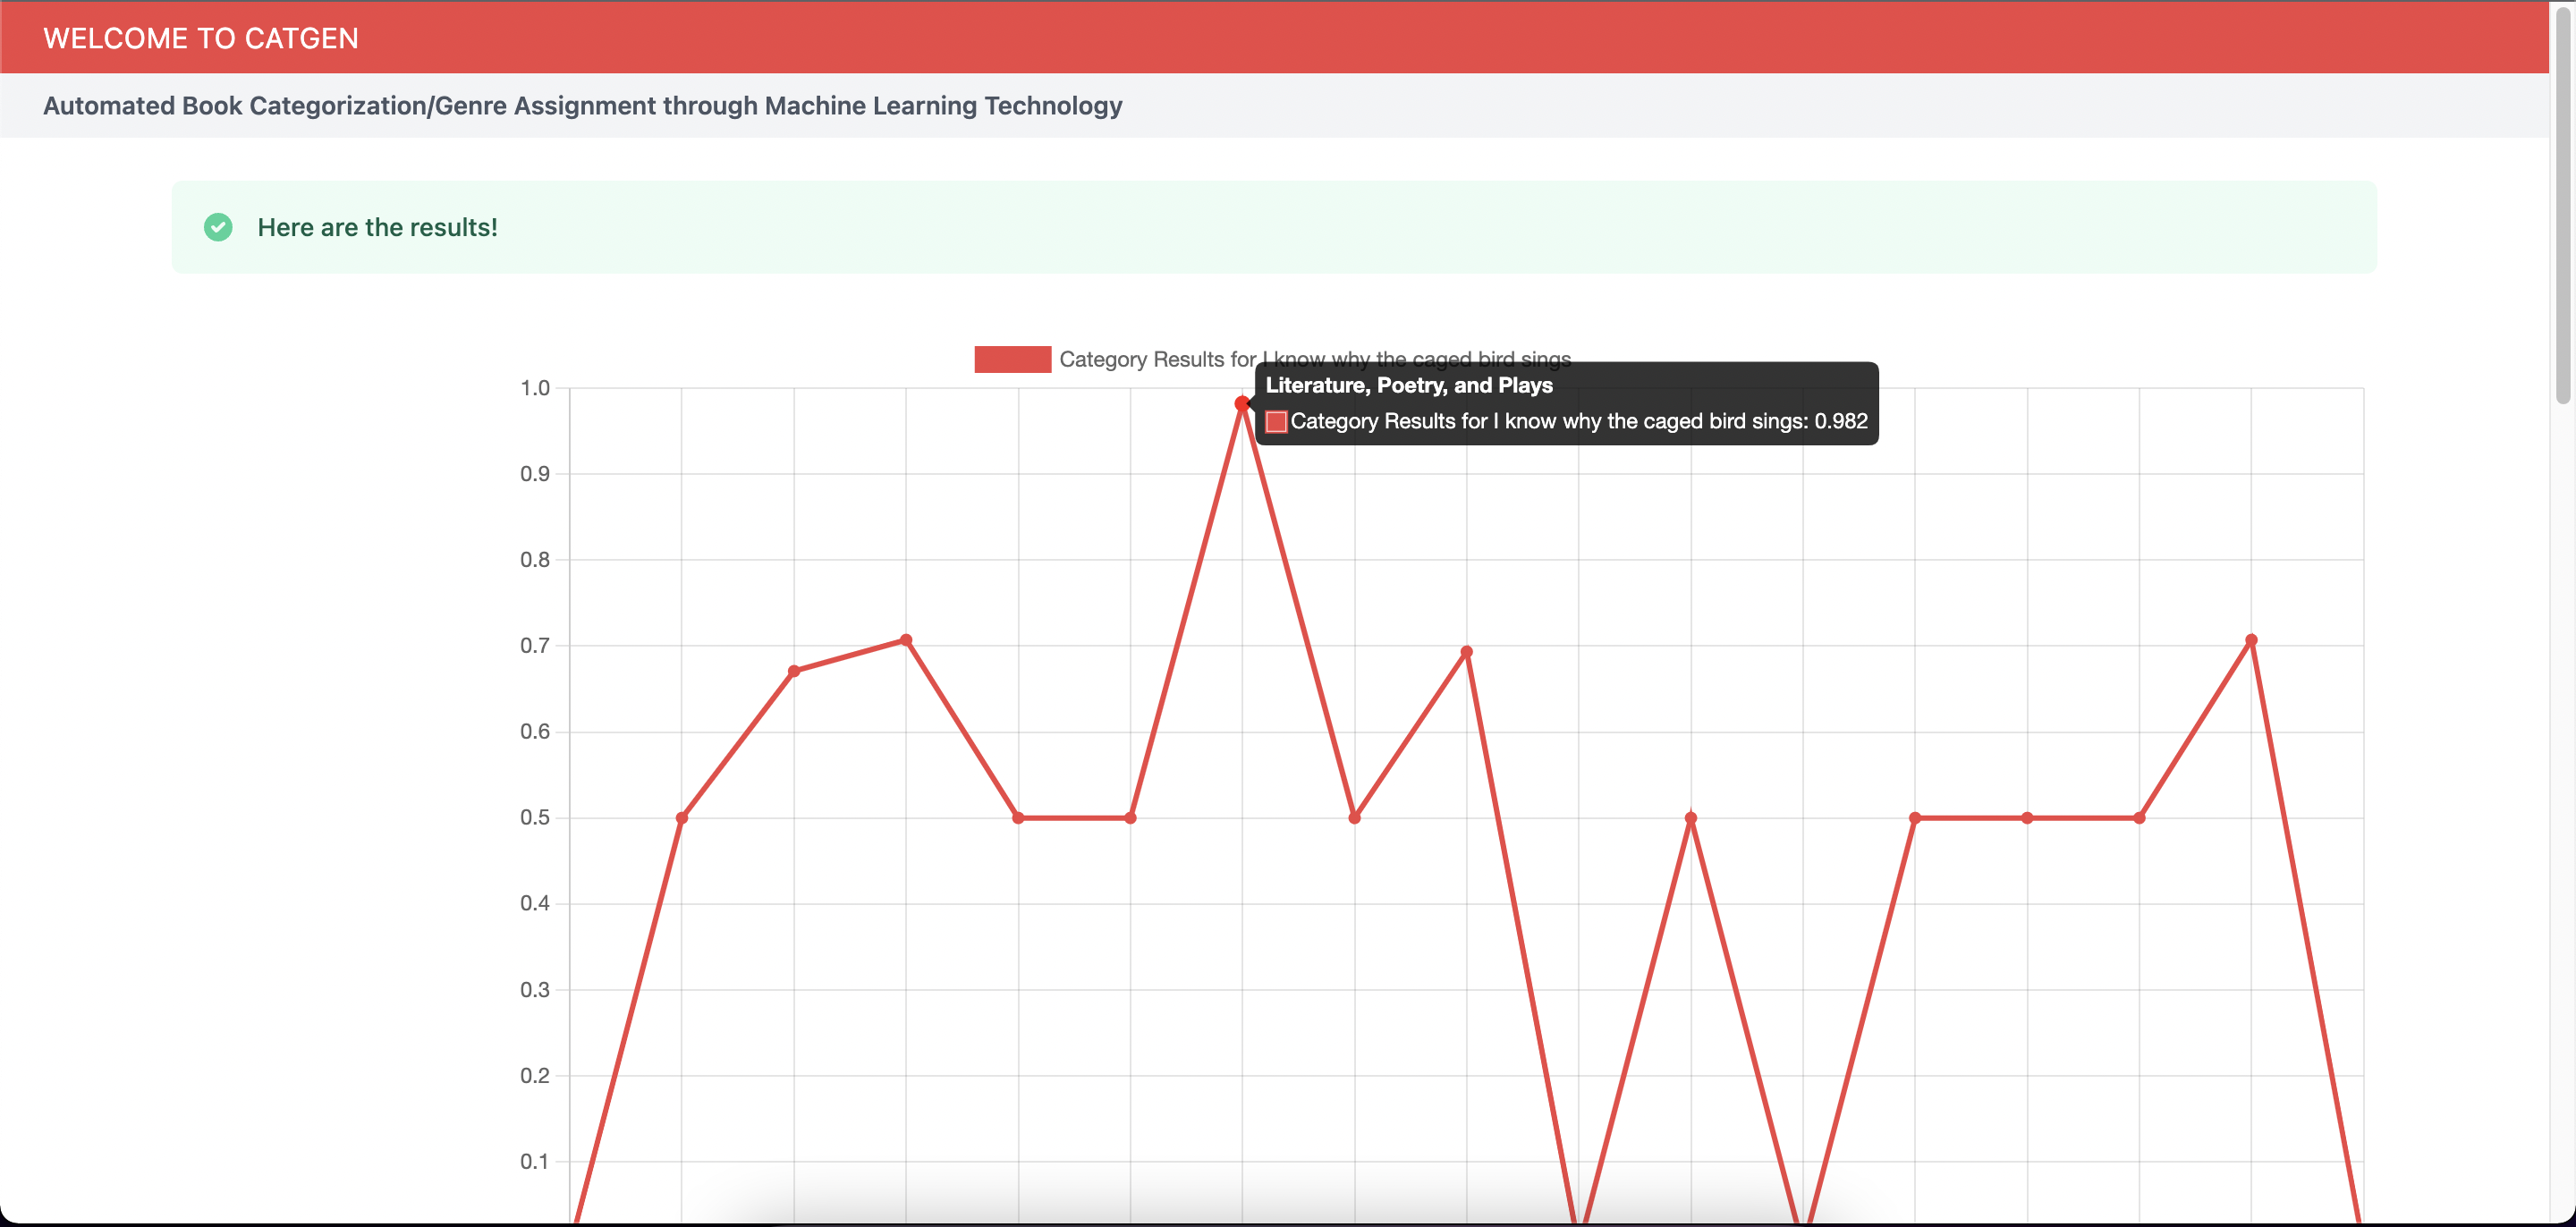 WELCOME TO CATGEN
Automated Book Categorization/Genre Assignment through Machine Learning Technology
Here are the results!
Category Results for I know why the caged bird sings
Literature, Poetry, and Plays
Category Results for I know why the caged bird sings: 0.982
1.0
0.9
0.8
0.7
0.6
0.5
0.4
0.3
0.2
0.1